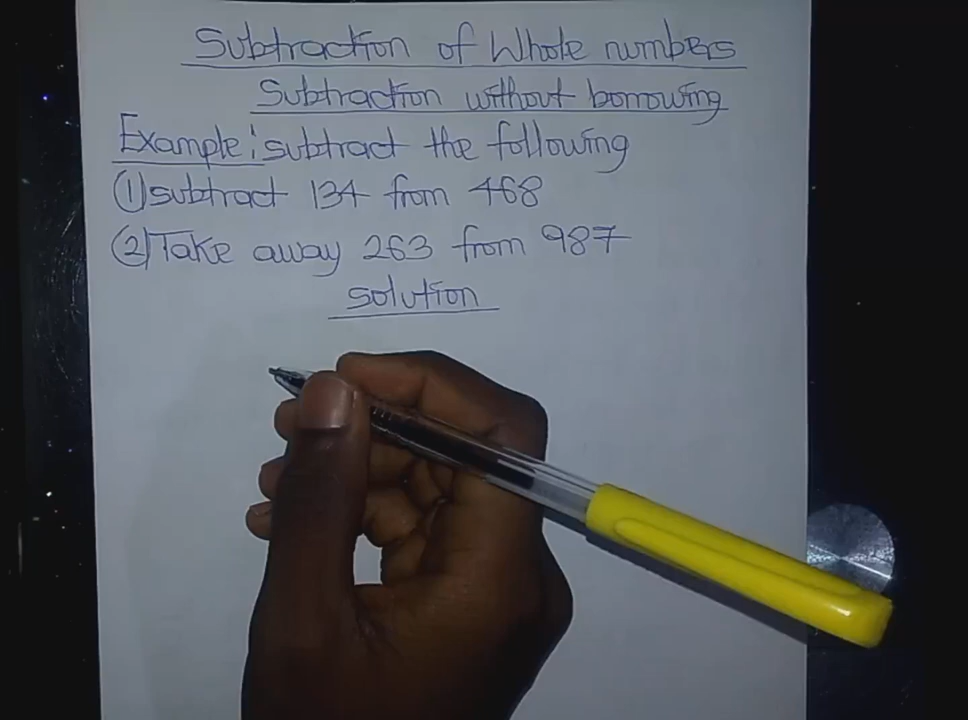 Subtraction of Whole numbers
Subtraction without borrowing
Example: subtract the following
(1) subtract 134 from 468
(2) Take away 263 from 987
solution